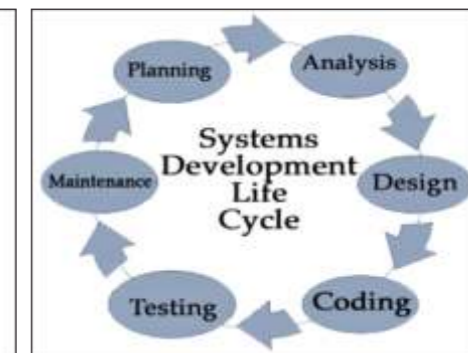 Planning
Analysis
Systems
Development
Life
Cycle
Maintenance
Design
Testing
Coding